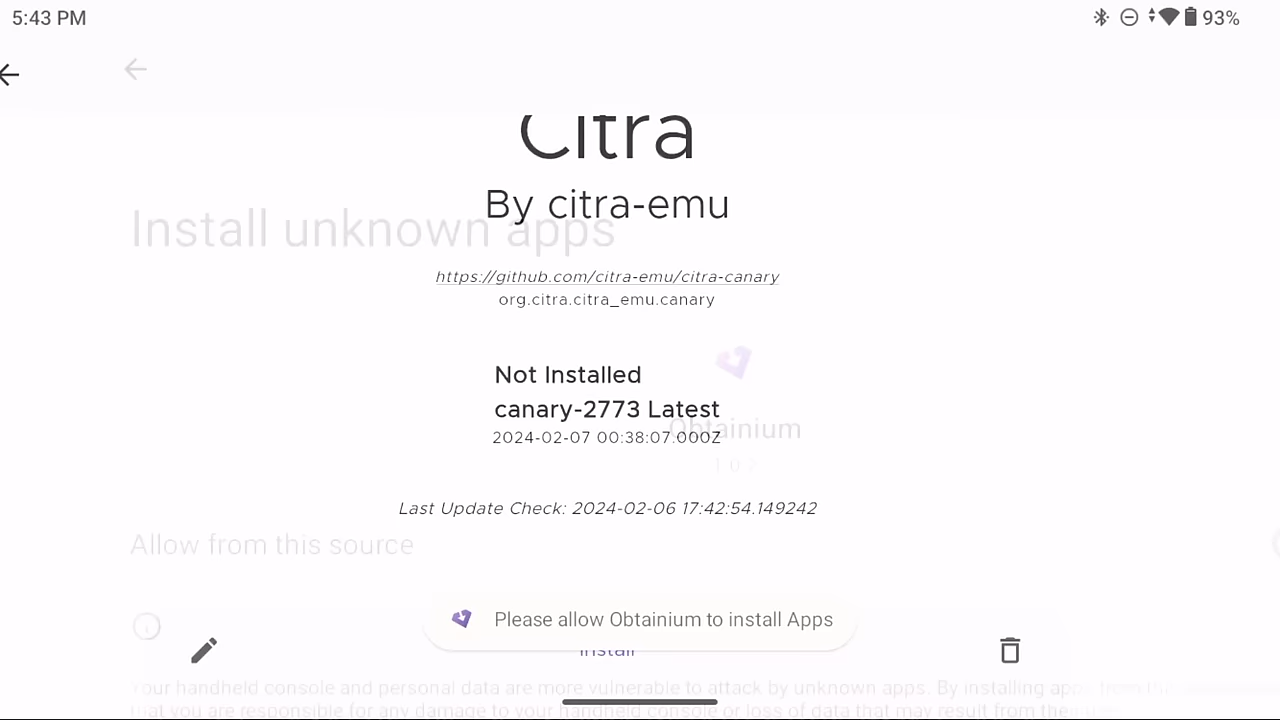 5:43 PM
93%
Citra
By citra-emu
Install unknown apps
https://github.com/citra-emu/citra-canary
org.citra.citra_emu.canary
Not Installed
canary-2773 Latest
Obtainium
2024-02-07 00:38:07.000Z
Last Update Check: 2024-02-06 17:42:54.149242
Allow from this source
Please allow Obtainium to install Apps
Install
Your handheld console and personal data are more vulnerable to attack by unknown apps. By installing apps from
that you are responsible for any damage to your handheld console or loss of data that may result from their